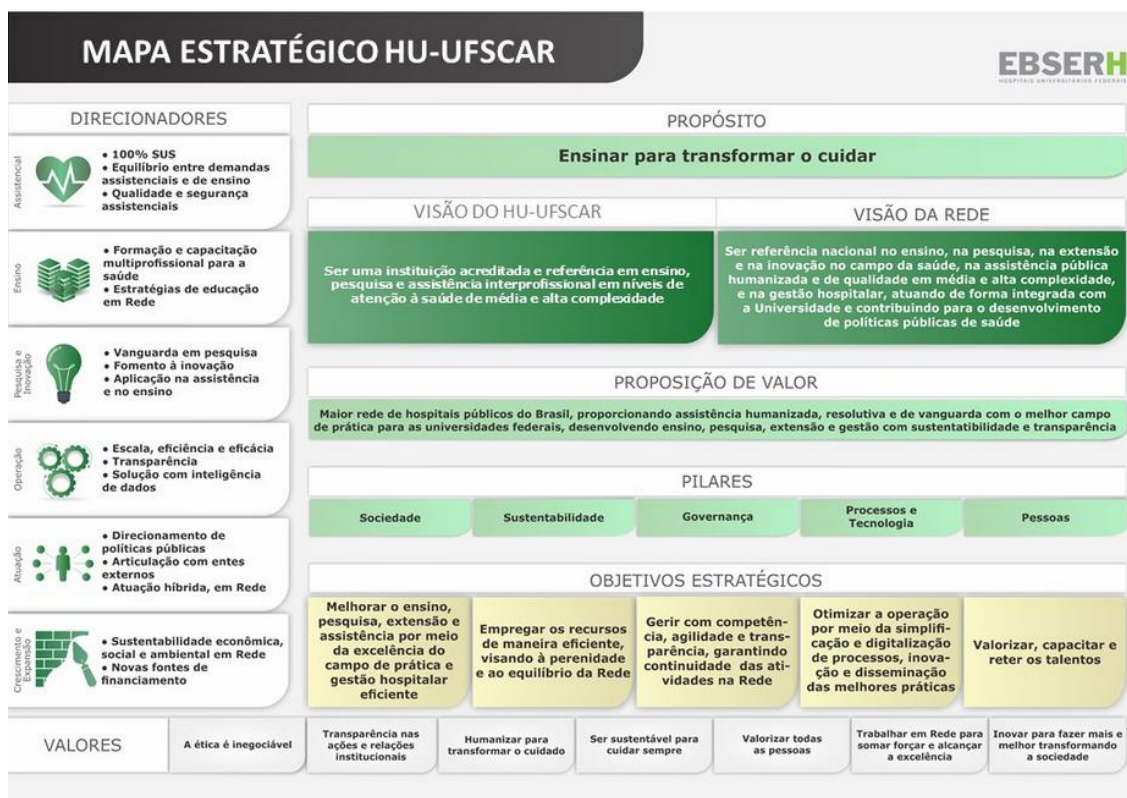 MAPA ESTRATÉGICO HU-UFSCAR
EBSERH
HOSPITAIS UNIVERSITÁRIOS FEDERAIS
DIRECIONADORES
Assistencial
• 100% SUS
• Equilíbrio entre demandas
assistenciais e de ensino
• Qualidade e segurança
assistenciais
Ensino
• Formação e capacitação
multiprofissional para a
saúde
• Estratégias de educação
em Rede
Pesquisa e
Inovação
• Vanguarda em pesquisa
• Fomento à inovação
• Aplicação na assistência
e no ensino
Operação
• Escala, eficiência e eficácia
• Transparência
• Solução com inteligência
de dados
Atuação
• Direcionamento de
políticas públicas
• Articulação com entes
externos
• Atuação híbrida, em Rede
Crescimento e
Expansão
• Sustentabilidade econômica,
social e ambiental em Rede
• Novas fontes de
financiamento
PROPÓSITO
Ensinar para transformar o cuidar
VISÃO DO HU-UFSCAR
Ser uma instituição acreditada e referência em ensino,
pesquisa e assistência interprofissional em níveis de
atenção à saúde de média e alta complexidade
VISÃO DA REDE
Ser referência nacional no ensino, na pesquisa, na extensão
e na inovação no campo da saúde, na assistência pública
humanizada e de qualidade em média e alta complexidade,
e na gestão hospitalar, atuando de forma integrada com
a Universidade e contribuindo para o desenvolvimento
de políticas públicas de saúde
PROPOSIÇÃO DE VALOR
Maior rede de hospitais públicos do Brasil, proporcionando assistência humanizada, resolutiva e de vanguarda com o melhor campo
de prática para as universidades federais, desenvolvendo ensino, pesquisa, extensão e gestão com sustentatibilidade e transparência
PILARES
Sociedade
Sustentabilidade
Governança
Processos e
Tecnologia
Pessoas
OBJETIVOS ESTRATÉGICOS
Melhorar o ensino,
pesquisa, extensão e
assistência por meio
da excelência do
campo de prática e
gestão hospitalar
eficiente
Empregar os recursos
de maneira eficiente,
visando à perenidade
e ao equilíbrio da Rede
Gerir com competên-
cia, agilidade e trans-
parência, garantindo
continuidade das ati-
vidades na Rede
Otimizar a operação
por meio da simplifi-
cação e digitalização
de processos, inova-
ção e disseminação
das melhores práticas
Valorizar, capacitar e
reter os talentos
VALORES
A ética é inegociável
Transparência nas
ações e relações
institucionais
Humanizar para
transformar o cuidado
Ser sustentável para
cuidar sempre
Valorizar todas
as pessoas
Trabalhar em Rede para
somar forçar e alcançar
a excelência
Inovar para fazer mais e
melhor transformando
a sociedade